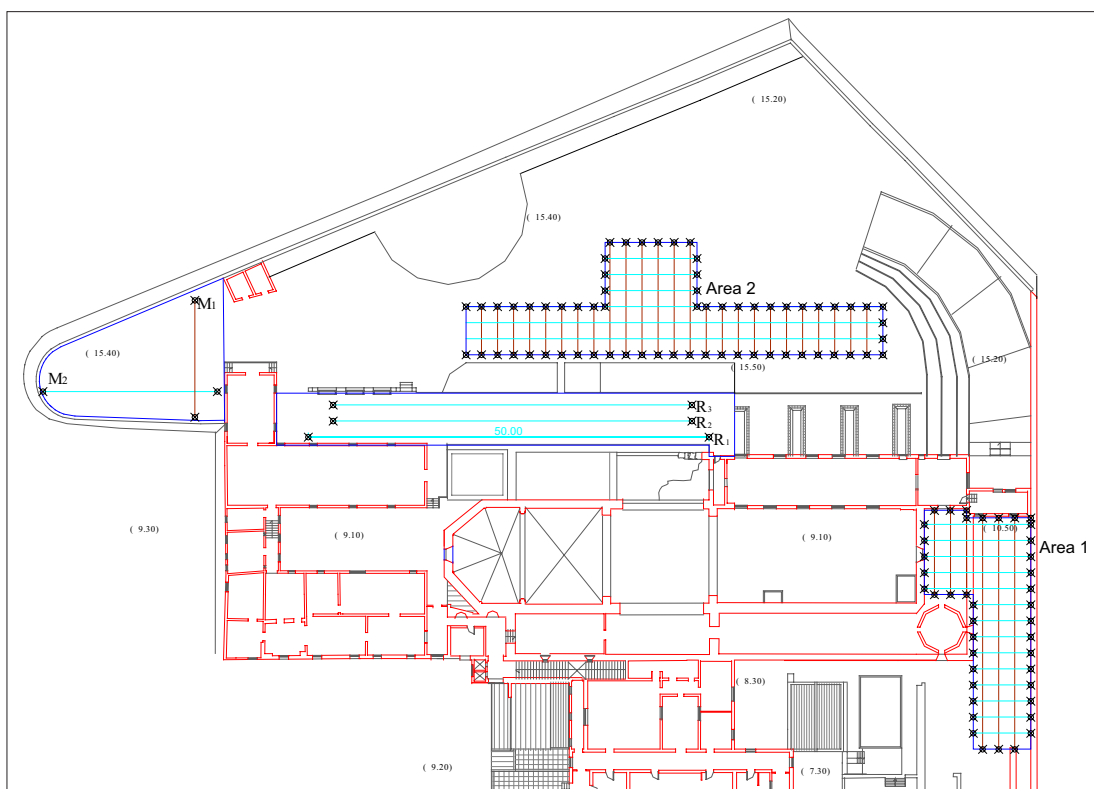 ( 15.20)
( 15.40)
Area 2
M1
( 15.40)
( 15.20)
M2
( 15.50)
R3
R2
50.00
R1
( 9.30)
( 9.10)
( 9.10)
( 10.50)
Area 1
( 8.30)
( 9.20)
( 7.30)